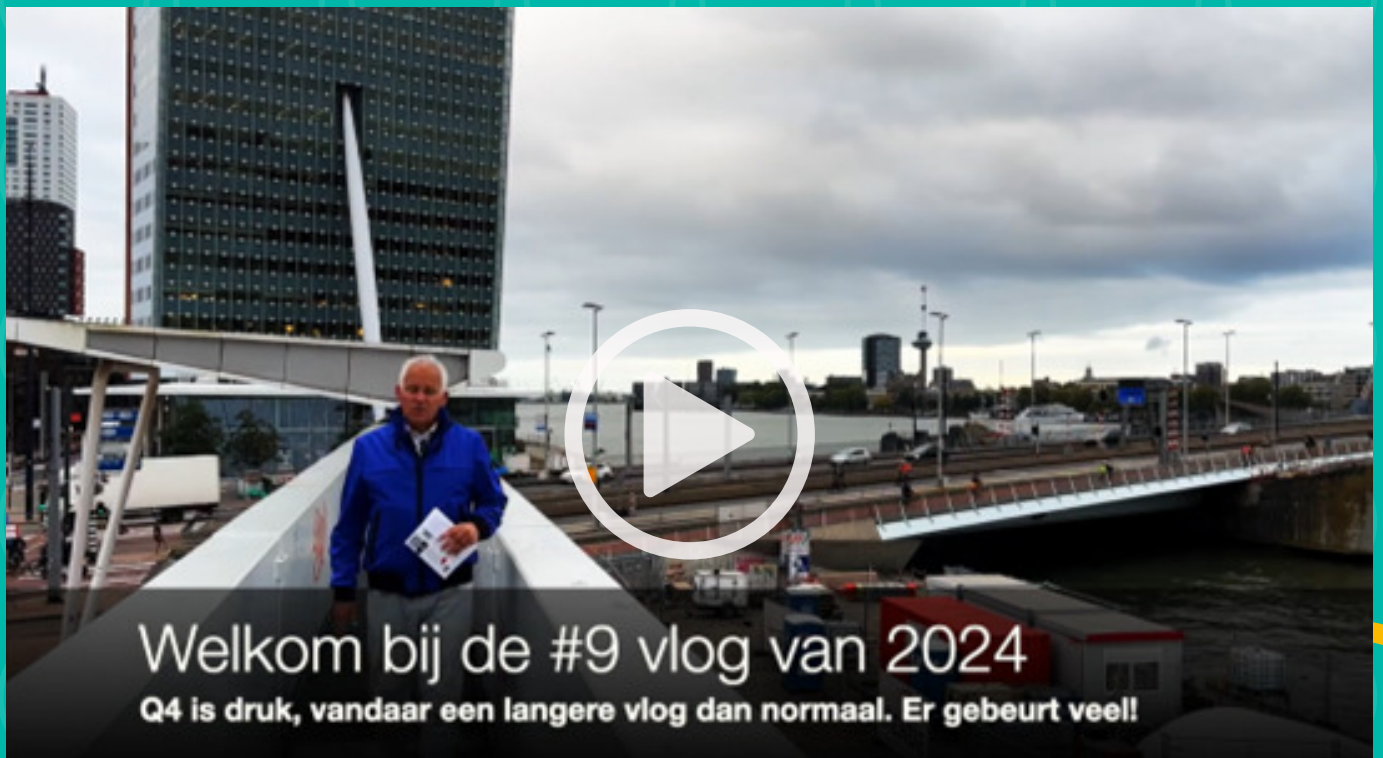 Welkom bij de #9 vlog van 2024
Q4 is druk, vandaar een langere vlog dan normaal. Er gebeurt veel!